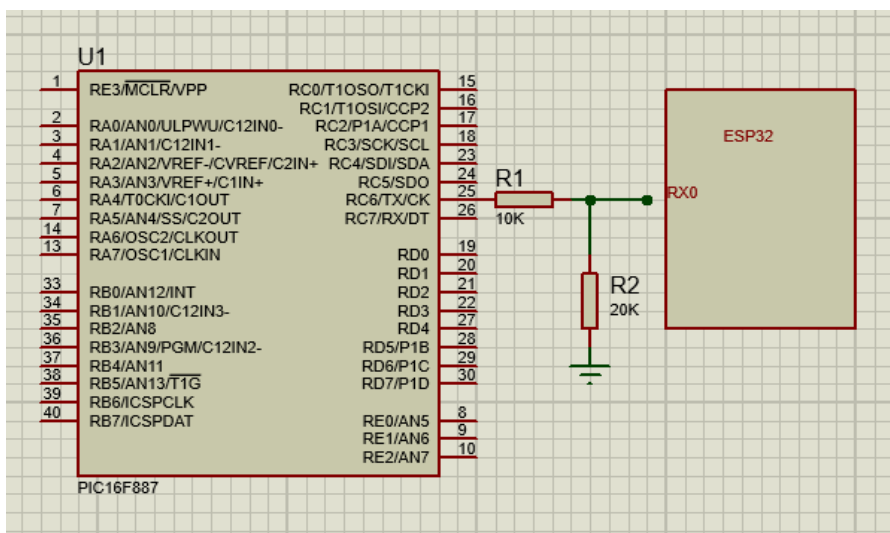 U1
1 RE3/MCLR/VPP RC0/T1OSO/T1CKI 15
RC1/T1OSI/CCP2 16
2 RA0/AN0/ULPWU/C12IN0- RC2/P1A/CCP1 17
3 RA1/AN1/C12IN1- RC3/SCK/SCL 18
4 RA2/AN2/VREF-/CVREF/C2IN+ RC4/SDI/SDA 23
5 RA3/AN3/VREF+/C1IN+ RC5/SDO 24
6 RA4/T0CKI/C1OUT RC6/TX/CK 25
7 RA5/AN4/SS/C2OUT RC7/RX/DT 26
14 RA6/OSC2/CLKOUT
13 RA7/OSC1/CLKIN RD0 19
RD1 20
33 RB0/AN12/INT RD2 21
34 RB1/AN10/C12IN3- RD3 22
35 RB2/AN8 RD4 27
36 RB3/AN9/PGM/C12IN2- RD5/P1B 28
37 RB4/AN11 RD6/P1C 29
38 RB5/AN13/T1G RD7/P1D 30
39 RB6/ICSPCLK
40 RB7/ICSPDAT RE0/AN5 8
RE1/AN6 9
RE2/AN7 10
PIC16F887
R1
10K
R2
20K
ESP32
RX0